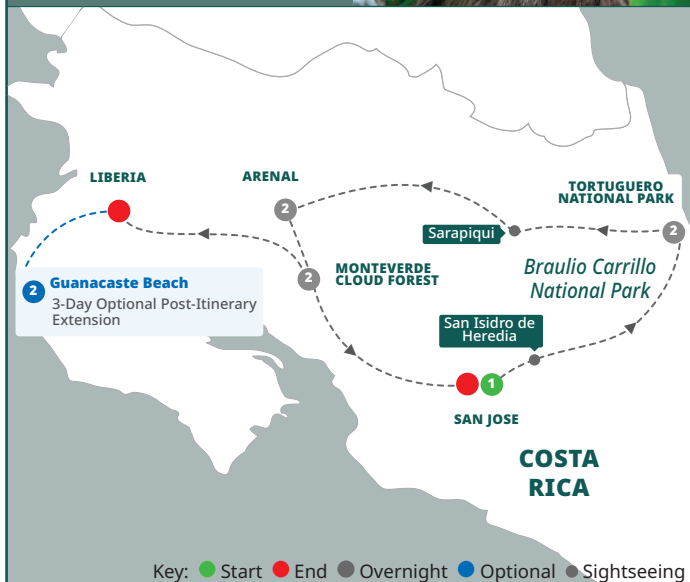 LIBERIA
ARENAL
2
TORTUGUERO
NATIONAL PARK
2
Sarapiqui
2
MONTEVERDE
CLOUD FOREST
Braulio Carrillo
National Park
2
Guanacaste Beach
3-Day Optional Post-Itinerary
Extension
San Isidro de
Heredia
1
SAN JOSE
COSTA
RICA
Key: Start End Overnight Optional Sightseeing